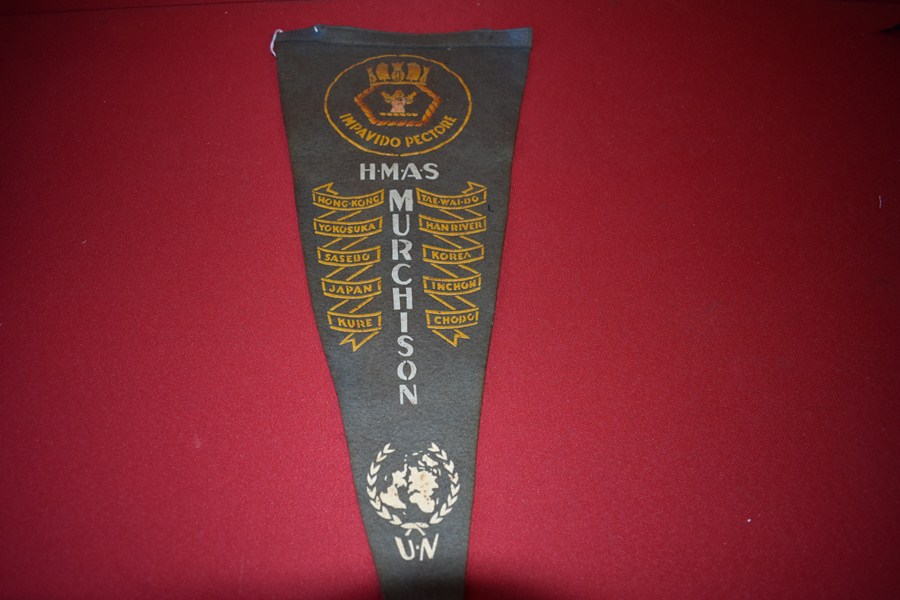 IMPAVIDO PECTORE
H·M·A·S
MURCHISON
HONG·KONG
YOKOSUKA
SASEBO
JAPAN
KURE
TAE·WAI·DO
HAN RIVER
KOREA
INCHON
CHODO
U·N